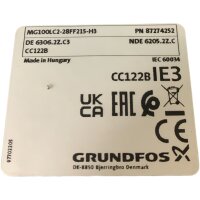 MG100LC2-28FF215-H3 PN 87274252
DE 6306.2Z.C3 NDE 6205.2Z.C
CC122B
Made in Hungary IEC 60034
CC122B IE3
UK CA EAC CE
GRUNDFOS
DK-8850 Bjerringbro Denmark
97102205